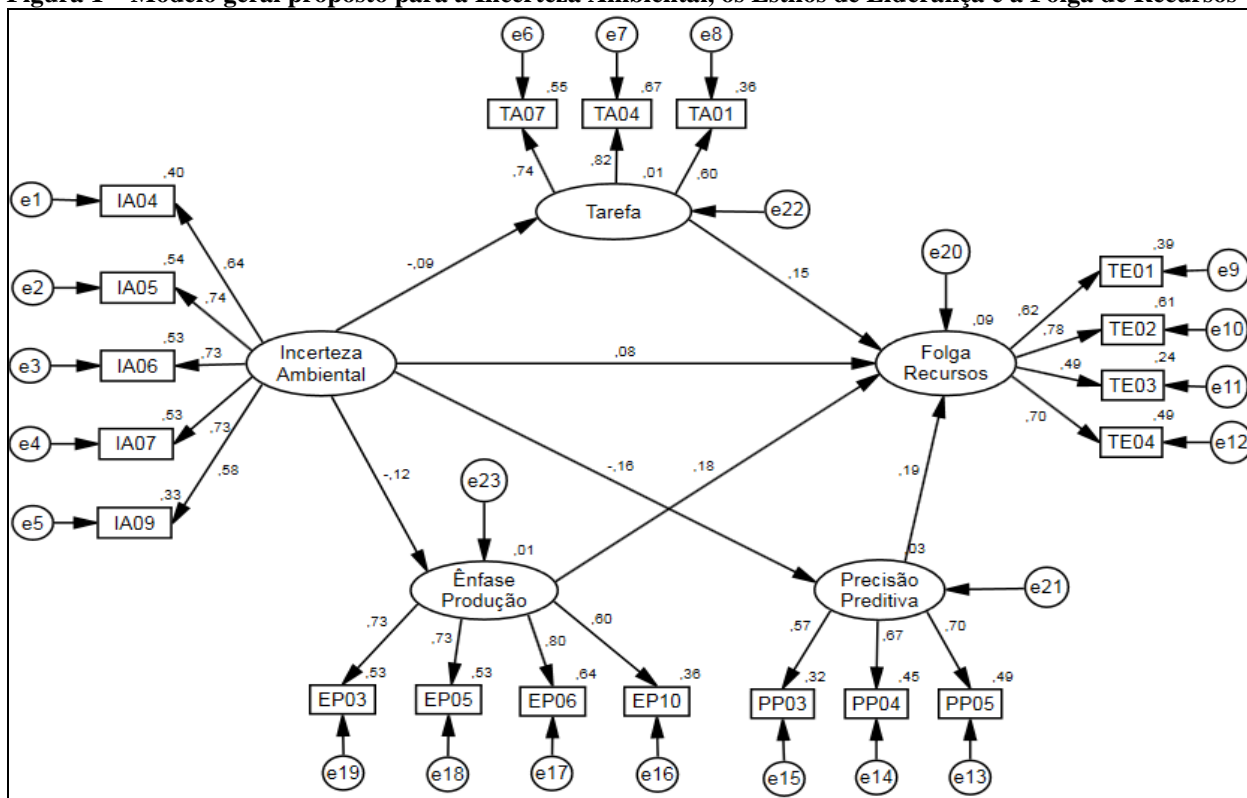 Figura 1 – Modelo geral proposto para a Incerteza Ambiental, os Estilos de Liderança e a Folga de Recursos
e6
e7
e8
,55
,67
,36
TA07
TA04
TA01
,74
,82
,01
,60
Tarefa
e22
,40
e1
IA04
,64
,54
e2
IA05
,74
,53
e3
IA06
,73
,53
e4
IA07
,73
,33
e5
IA09
,58
Incerteza
Ambiental
-,09
,15
,08
-,12
-,16
,18
,19
e20
,09
Folga
Recursos
,39
TE01
e9
,62
,61
TE02
e10
,78
,24
TE03
e11
,49
,49
TE04
e12
,70
e23
,01
Ênfase
Produção
,73
,73
,80
,60
,53
,53
,64
,36
EP03
EP05
EP06
EP10
e19
e18
e17
e16
,03
Precisão
Preditiva
e21
,57
,67
,70
,32
,45
,49
PP03
PP04
PP05
e15
e14
e13